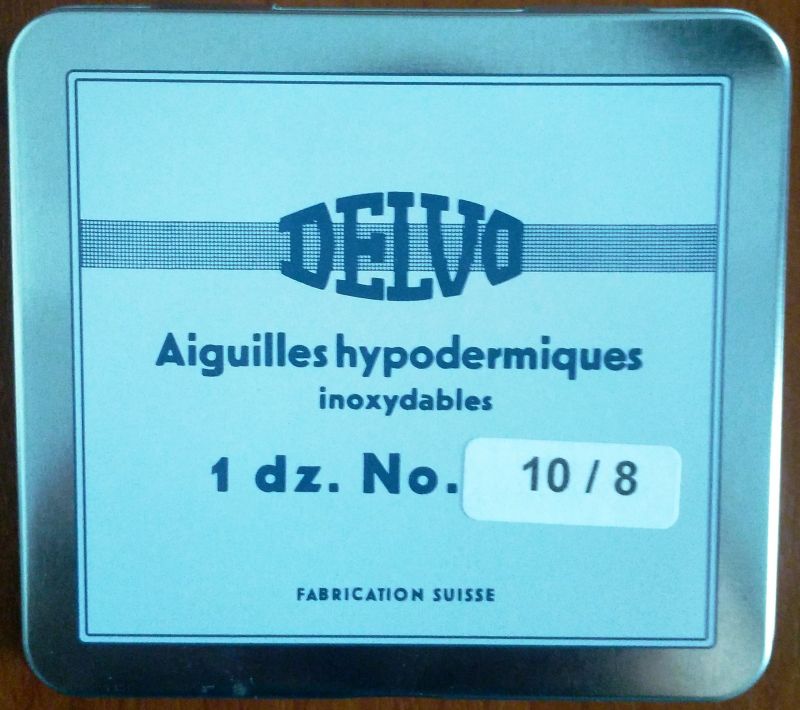 DELVO
Aiguilles hypodermiques
inoxydables
1 dz. No. 10 / 8
FABRICATION SUISSE